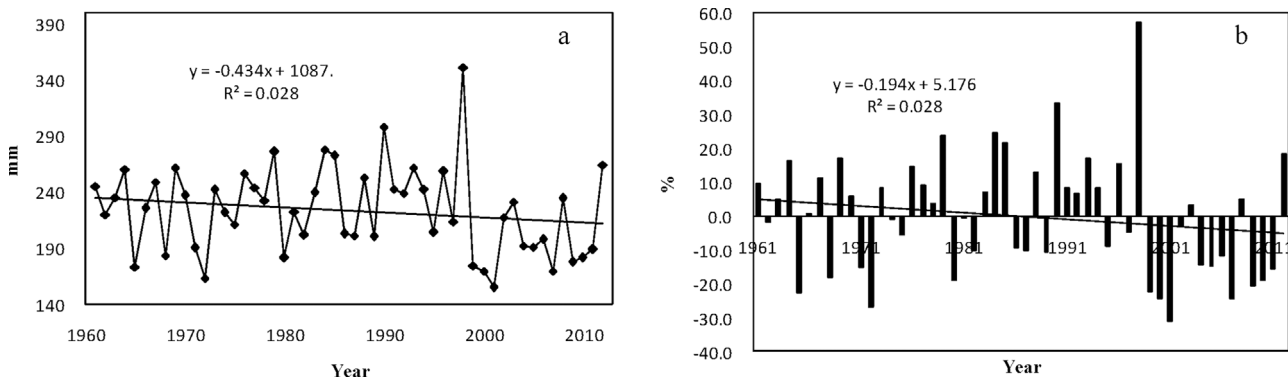 a
390
340
290
240
190
140
mm
y = -0.434x + 1087.
R² = 0.028
1960 1970 1980 1990 2000 2010
Year
b
60.0
50.0
40.0
30.0
20.0
10.0
0.0
-10.0
-20.0
-30.0
-40.0
%
y = -0.194x + 5.176
R² = 0.028
1961 1971 1981 1991 2001 2011
Year